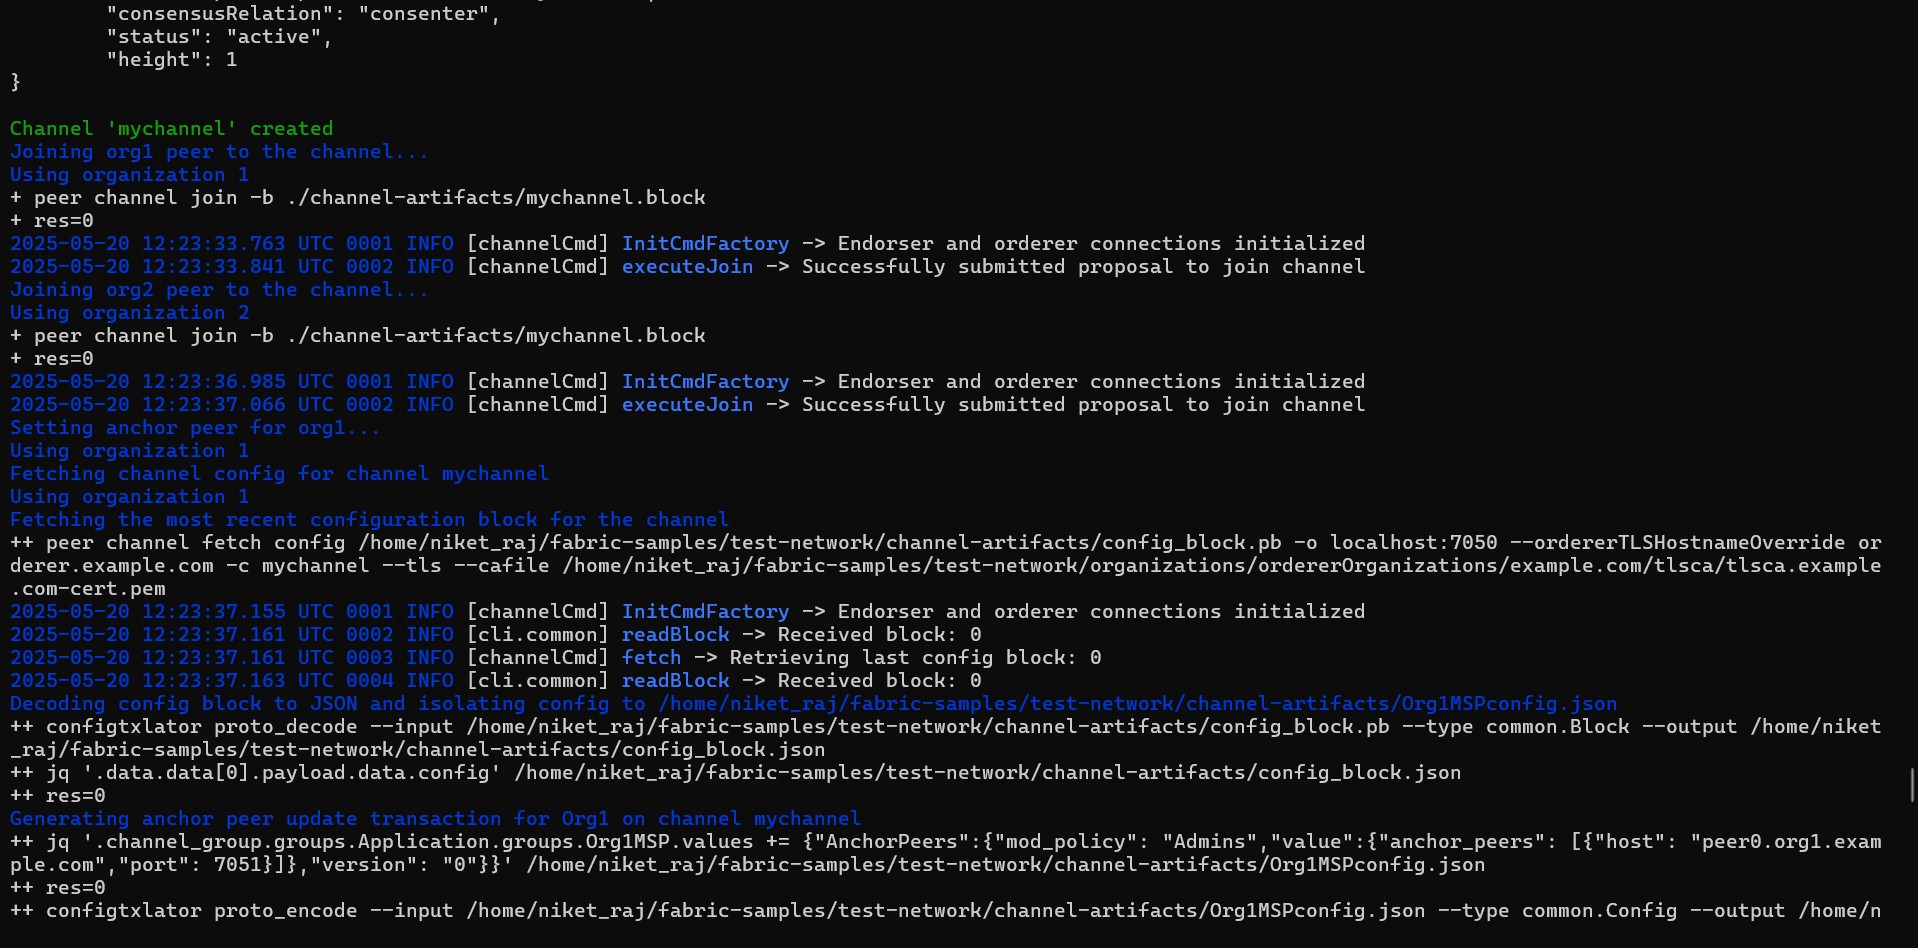 "consensusRelation": "consenter",
"status": "active",
"height": 1
}
Channel 'mychannel' created
Joining org1 peer to the channel...
Using organization 1
+ peer channel join -b ./channel-artifacts/mychannel.block
+ res=0
2025-05-20 12:23:33.763 UTC 0001 INFO [channelCmd] InitCmdFactory -> Endorser and orderer connections initialized
2025-05-20 12:23:33.841 UTC 0002 INFO [channelCmd] executeJoin -> Successfully submitted proposal to join channel
Joining org2 peer to the channel...
Using organization 2
+ peer channel join -b ./channel-artifacts/mychannel.block
+ res=0
2025-05-20 12:23:36.985 UTC 0001 INFO [channelCmd] InitCmdFactory -> Endorser and orderer connections initialized
2025-05-20 12:23:37.066 UTC 0002 INFO [channelCmd] executeJoin -> Successfully submitted proposal to join channel
Setting anchor peer for org1...
Using organization 1
Fetching channel config for channel mychannel
Using organization 1
Fetching the most recent configuration block for the channel
++ peer channel fetch config /home/niket_raj/fabric-samples/test-network/channel-artifacts/config_block.pb -o localhost:7050 --ordererTLSHostnameOverride or
derer.example.com -c mychannel --tls --cafile /home/niket_raj/fabric-samples/test-network/organizations/ordererOrganizations/example.com/tlsca/tlsca.example
.com-cert.pem
2025-05-20 12:23:37.155 UTC 0001 INFO [channelCmd] InitCmdFactory -> Endorser and orderer connections initialized
2025-05-20 12:23:37.161 UTC 0002 INFO [cli.common] readBlock -> Received block: 0
2025-05-20 12:23:37.161 UTC 0003 INFO [channelCmd] fetch -> Retrieving last config block: 0
2025-05-20 12:23:37.163 UTC 0004 INFO [cli.common] readBlock -> Received block: 0
Decoding config block to JSON and isolating config to /home/niket_raj/fabric-samples/test-network/channel-artifacts/Org1MSPconfig.json
++ configtxlator proto_decode --input /home/niket_raj/fabric-samples/test-network/channel-artifacts/config_block.pb --type common.Block --output /home/niket
_raj/fabric-samples/test-network/channel-artifacts/config_block.json
++ jq '.data.data[0].payload.data.config' /home/niket_raj/fabric-samples/test-network/channel-artifacts/config_block.json
++ res=0
Generating anchor peer update transaction for Org1 on channel mychannel
++ jq '.channel_group.groups.Application.groups.Org1MSP.values += {"AnchorPeers":{"mod_policy": "Admins","value":{"anchor_peers": [{"host": "peer0.org1.exam
ple.com","port": 7051}]},"version": "0"}}' /home/niket_raj/fabric-samples/test-network/channel-artifacts/Org1MSPconfig.json
++ res=0
++ configtxlator proto_encode --input /home/niket_raj/fabric-samples/test-network/channel-artifacts/Org1MSPconfig.json --type common.Config --output /home/n